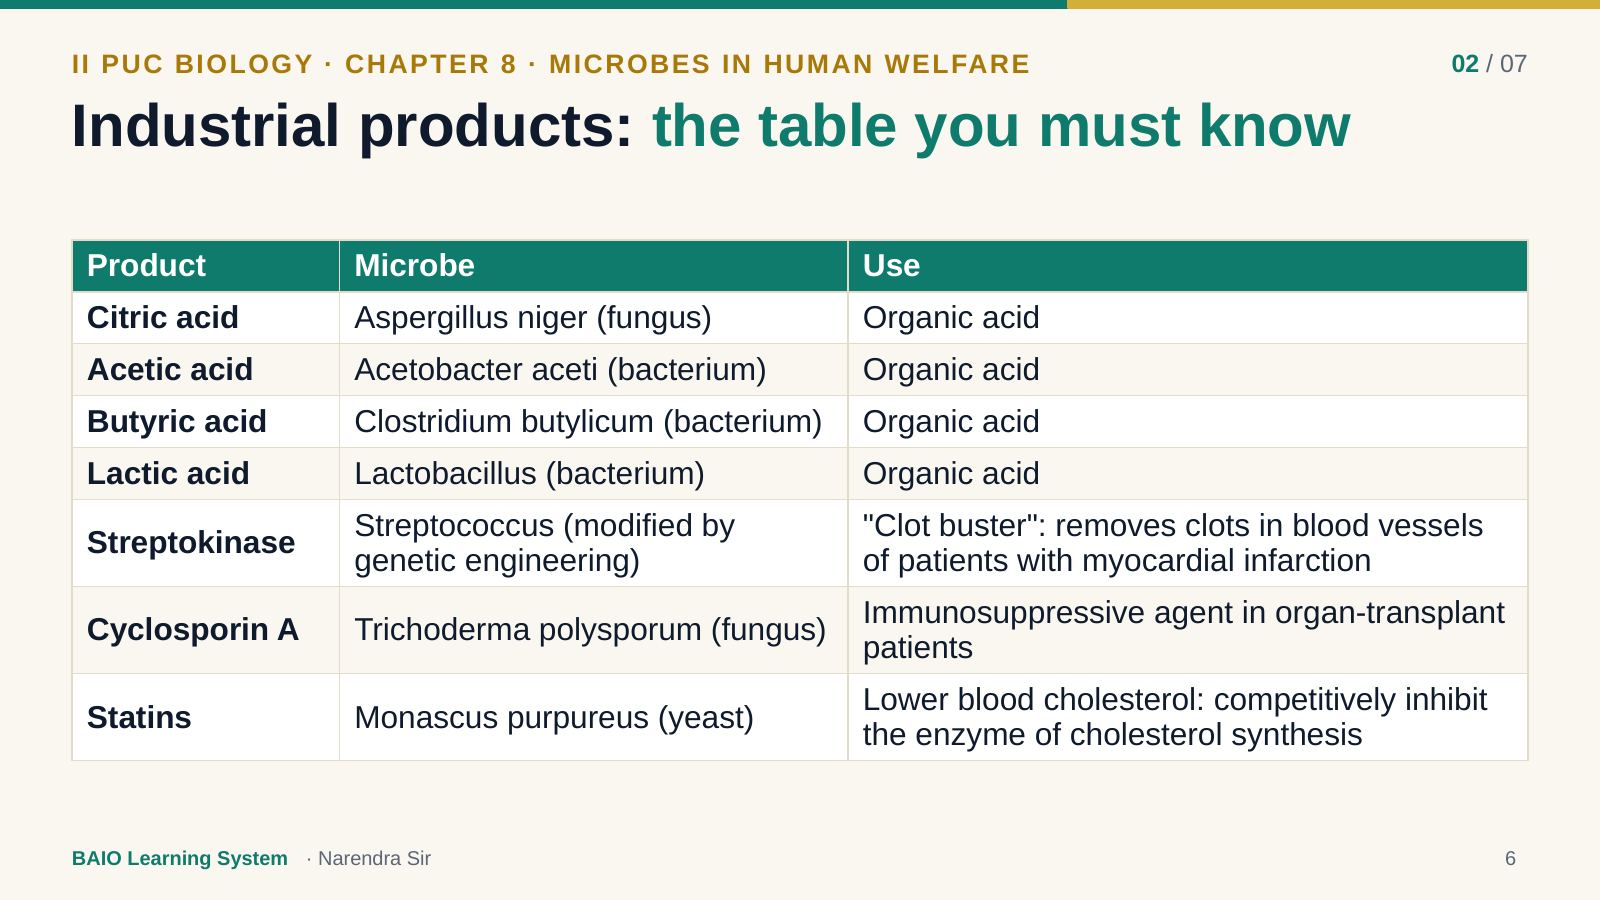 II PUC BIOLOGY · CHAPTER 8 · MICROBES IN HUMAN WELFARE
02 / 07
Industrial products: the table you must know
Product Microbe Use
Citric acid Aspergillus niger (fungus) Organic acid
Acetic acid Acetobacter aceti (bacterium) Organic acid
Butyric acid Clostridium butylicum (bacterium) Organic acid
Lactic acid Lactobacillus (bacterium) Organic acid
Streptokinase
Streptococcus (modified by
genetic engineering)
"Clot buster": removes clots in blood vessels
of patients with myocardial infarction
Cyclosporin A
Trichoderma polysporum (fungus)
Immunosuppressive agent in organ-transplant
patients
Statins
Monascus purpureus (yeast)
Lower blood cholesterol: competitively inhibit
the enzyme of cholesterol synthesis
BAIO Learning System · Narendra Sir
6